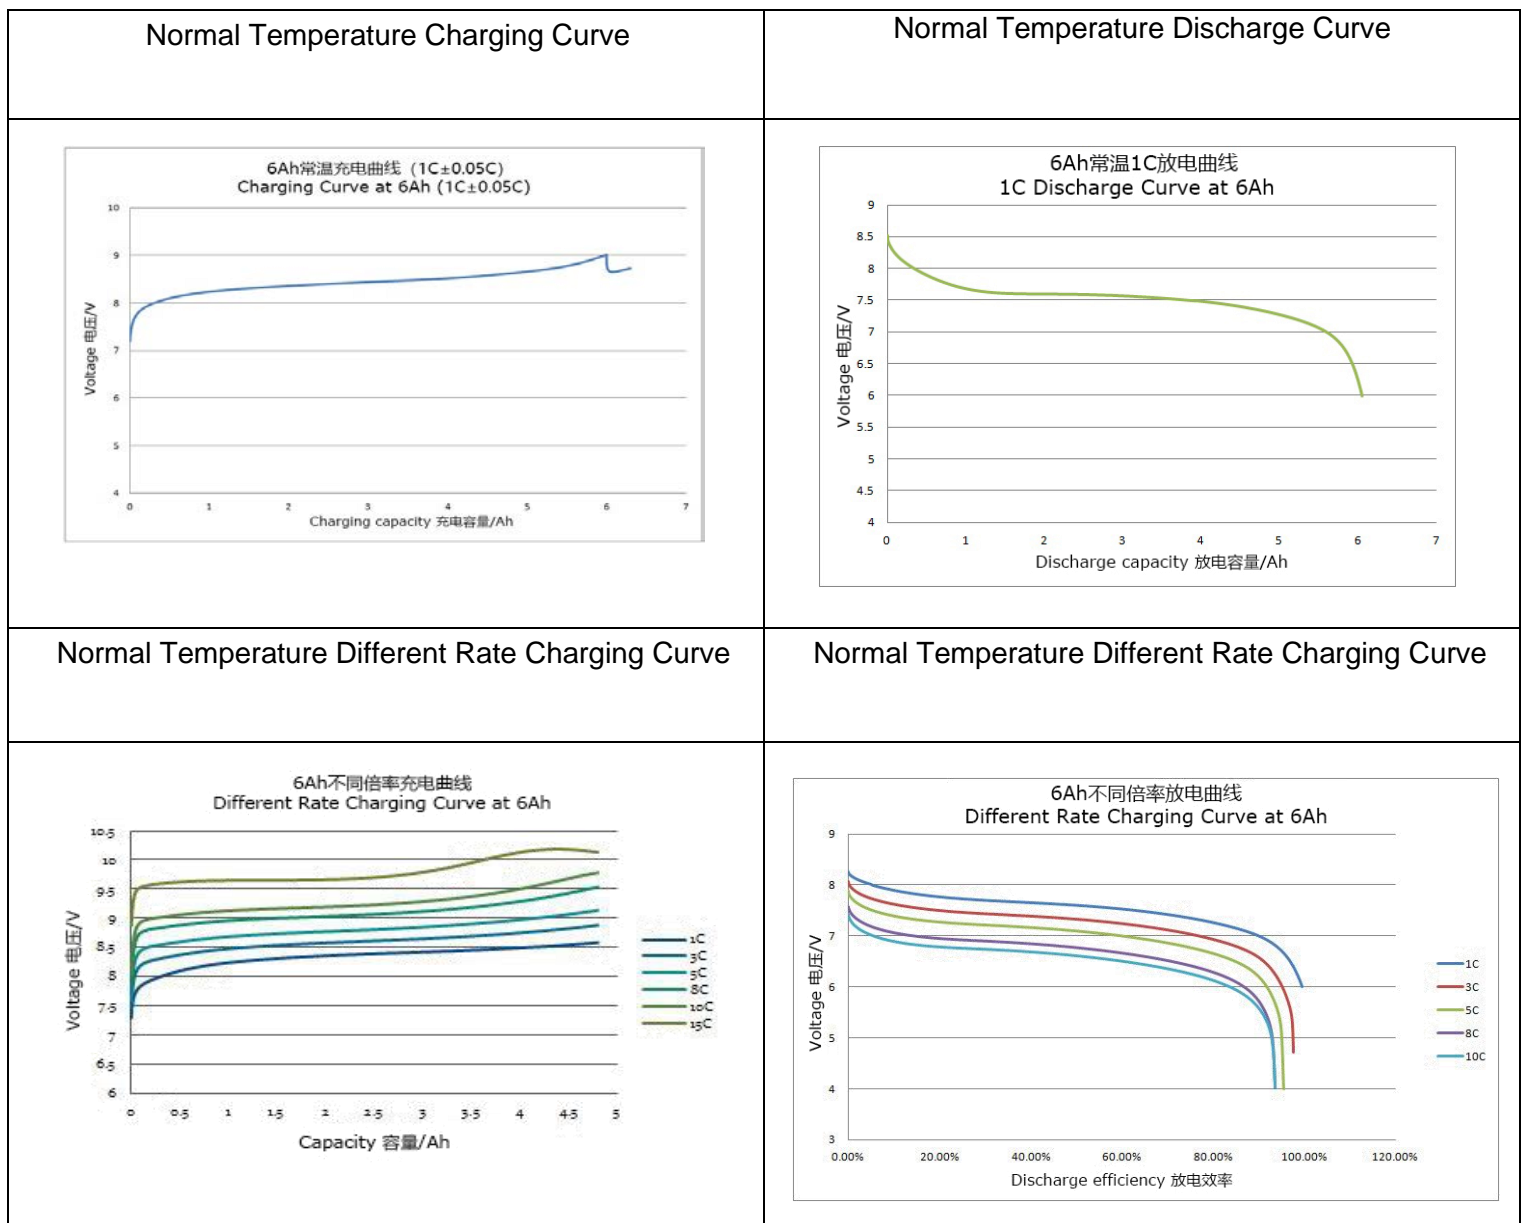 Normal Temperature Charging Curve
Normal Temperature Discharge Curve
6Ah常温充电曲线（1C±0.05C）
Charging Curve at 6Ah (1C±0.05C)
10
9
8
7
6
5
4
Voltage 电压/V
0 1 2 3 4 5 6 7
Charging capacity 充电容量/Ah
6Ah常温1C放电曲线
1C Discharge Curve at 6Ah
9
8.5
8
7.5
7
6.5
6
5.5
5
4.5
4
Voltage 电压/V
0 1 2 3 4 5 6 7
Discharge capacity 放电容量/Ah
Normal Temperature Different Rate Charging Curve
Normal Temperature Different Rate Charging Curve
6Ah不同倍率充电曲线
Different Rate Charging Curve at 6Ah
10.5
10
9.5
9
8.5
8
7.5
7
6.5
6
Voltage 电压/V
0 0.5 1 1.5 2 2.5 3 3.5 4 4.5 5
Capacity 容量/Ah
1C
3C
5C
8C
10C
15C
6Ah不同倍率放电曲线
Different Rate Charging Curve at 6Ah
9
8
7
6
5
4
3
Voltage 电压/V
0.00% 20.00% 40.00% 60.00% 80.00% 100.00% 120.00%
Discharge efficiency 放电效率
1C
3C
5C
8C
10C